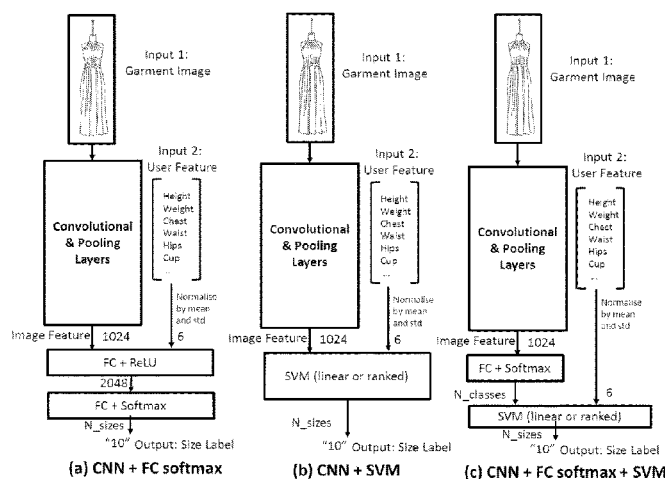 Input 1:
Garment Image
Input 2:
User Feature
Height
Weight
Chest
Waist
Hips
Cup
...
Convolutional
& Pooling
Layers
Normalise
by mean
and std
Image Feature
1024
6
FC + ReLU
2048
FC + Softmax
N_sizes
"10" Output: Size Label
(a) CNN + FC softmax
Input 1:
Garment Image
Input 2:
User Feature
Height
Weight
Chest
Waist
Hips
Cup
...
Convolutional
& Pooling
Layers
Normalise
by mean
and std
Image Feature
1024
6
SVM (linear or ranked)
N_sizes
"10" Output: Size Label
(b) CNN + SVM
Input 1:
Garment Image
Input 2:
User Feature
Height
Weight
Chest
Waist
Hips
Cup
...
Convolutional
& Pooling
Layers
Normalise
by mean
and std
Image Feature
1024
FC + Softmax
N_classes
6
SVM (linear or ranked)
N_sizes
"10" Output: Size Label
(c) CNN + FC softmax + SVM